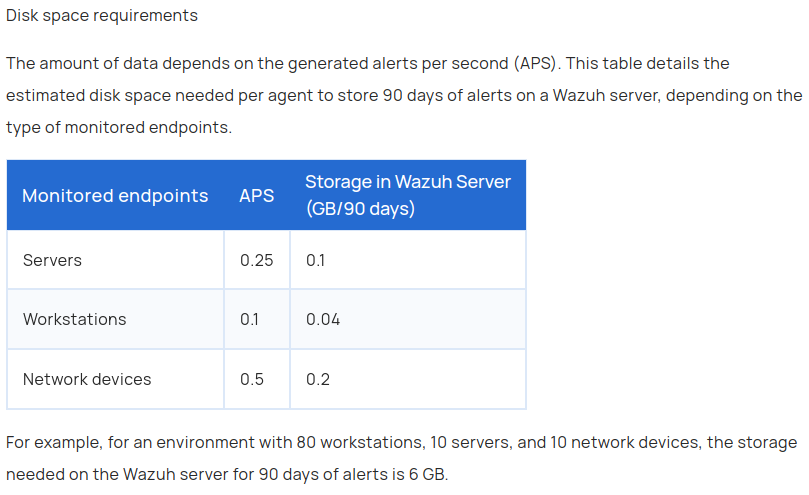 Disk space requirements
The amount of data depends on the generated alerts per second (APS). This table details the
estimated disk space needed per agent to store 90 days of alerts on a Wazuh server, depending on the
type of monitored endpoints.
Monitored endpoints APS Storage in Wazuh Server
(GB/90 days)
Servers 0.25 0.1
Workstations 0.1 0.04
Network devices 0.5 0.2
For example, for an environment with 80 workstations, 10 servers, and 10 network devices, the storage
needed on the Wazuh server for 90 days of alerts is 6 GB.